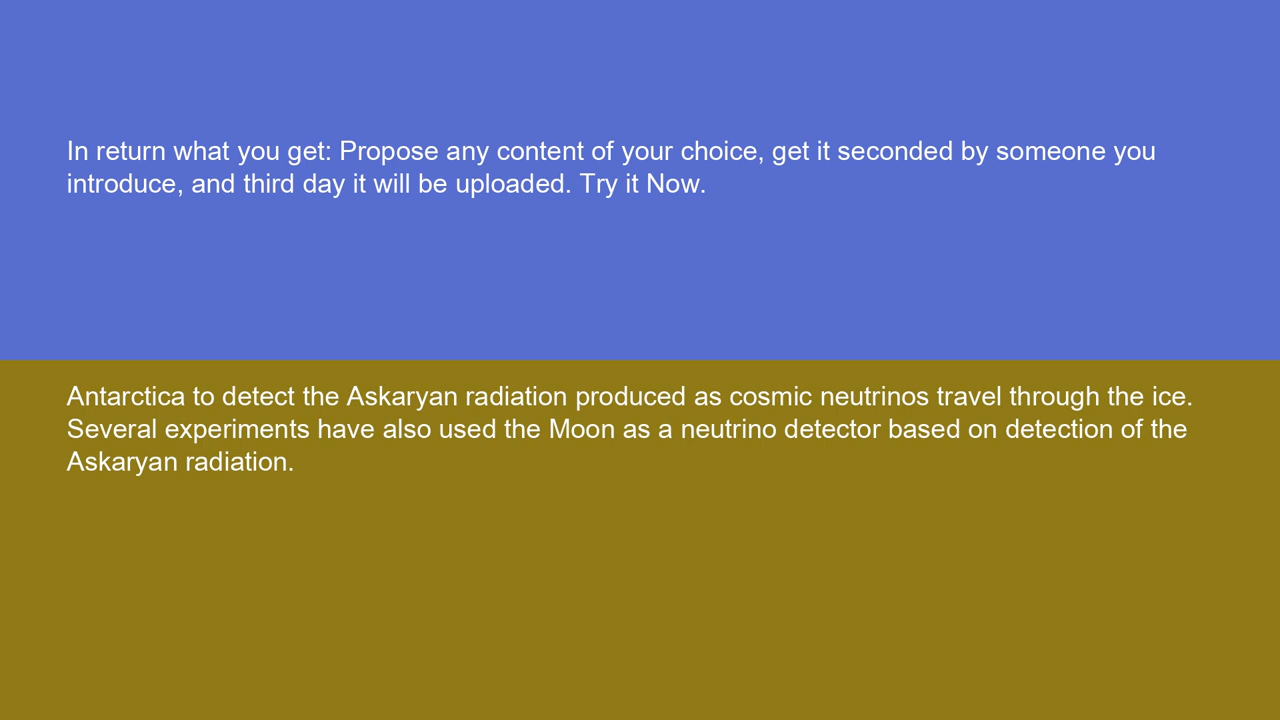 In return what you get: Propose any content of your choice, get it seconded by someone you
introduce, and third day it will be uploaded. Try it Now.
Antarctica to detect the Askaryan radiation produced as cosmic neutrinos travel through the ice.
Several experiments have also used the Moon as a neutrino detector based on detection of the
Askaryan radiation.